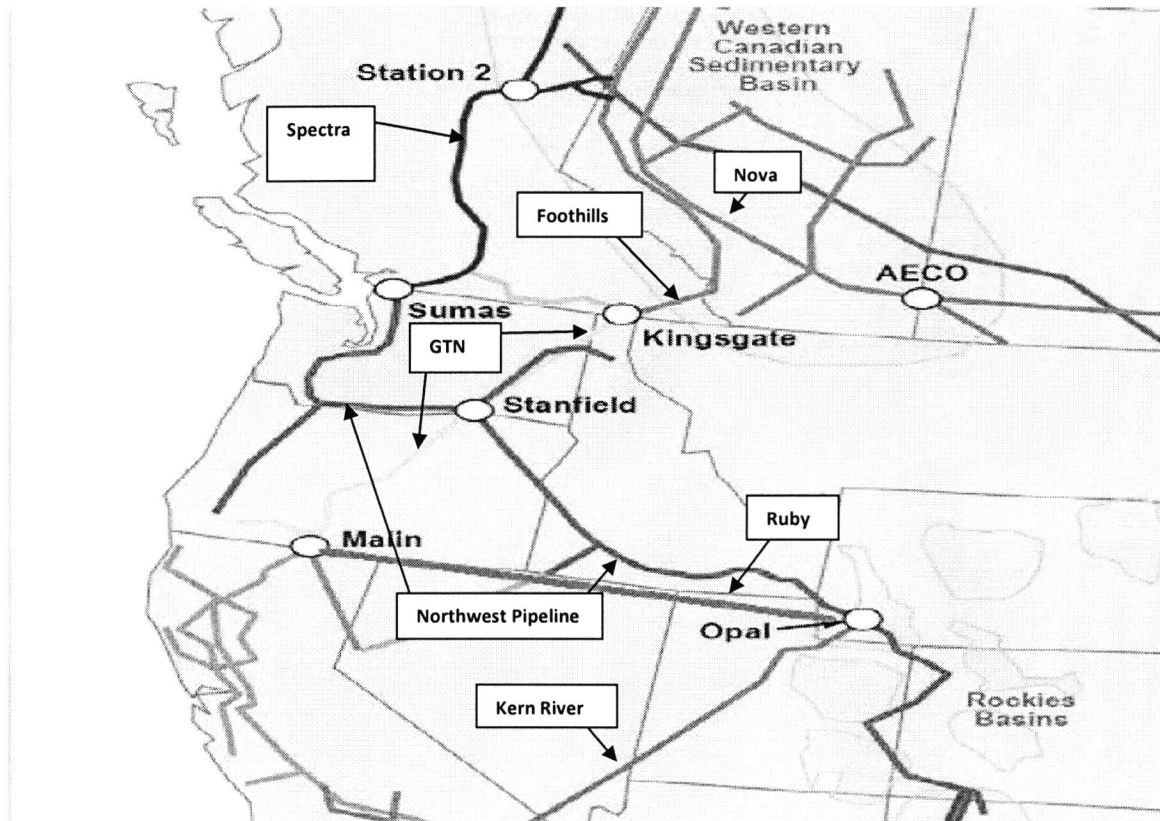 Western
Canadian
Sedimentary
Basin
Station 2
Spectra
Nova
Foothills
AECO
Sumas
GTN
Kingsgate
Stanfield
Ruby
Malin
Northwest Pipeline
Opal
Kern River
Rockies
Basins